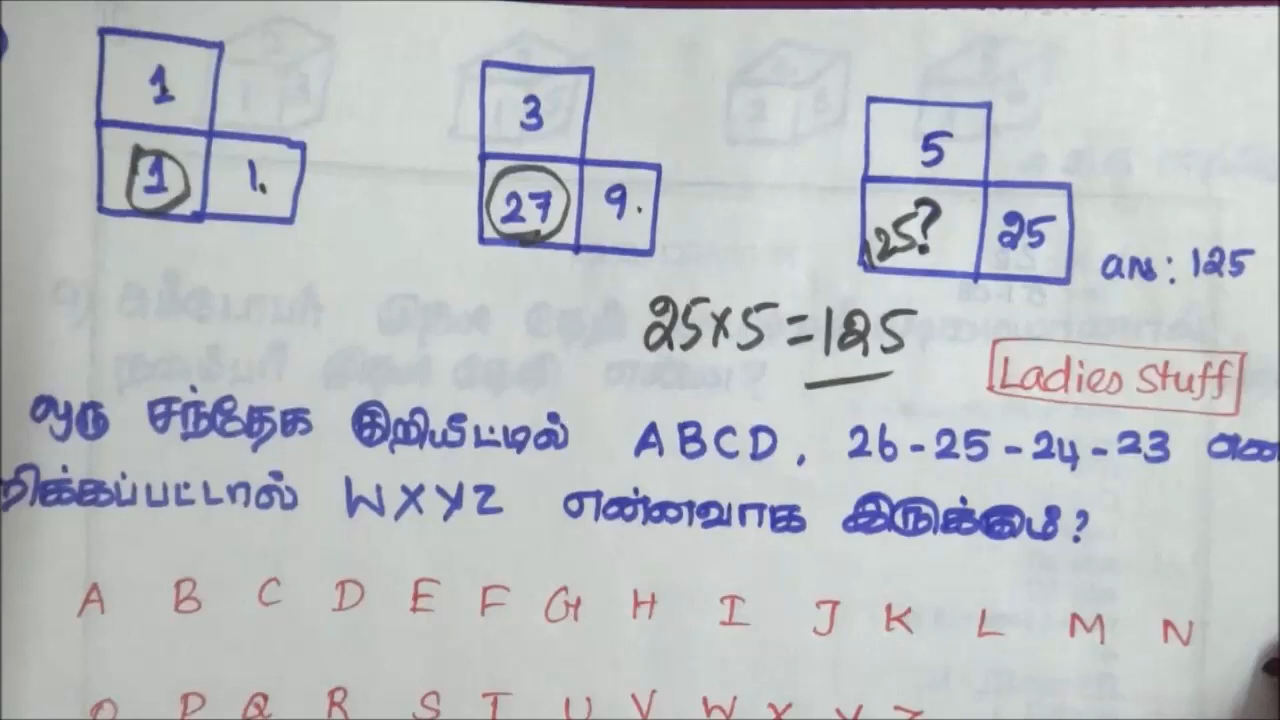 1
1 1.
3
27 9.
5
125? 25
ans: 125
25×5=125
Ladies Stuff
ஒரு சந்தேக குறியீட்டில் ABCD, 26-25-24-23 என
றிக்கப்பட்டால் WXYZ என்னவாக இருக்கும்?
A B C D E F G H I J K L M N
O P Q R S T U V W X Y Z